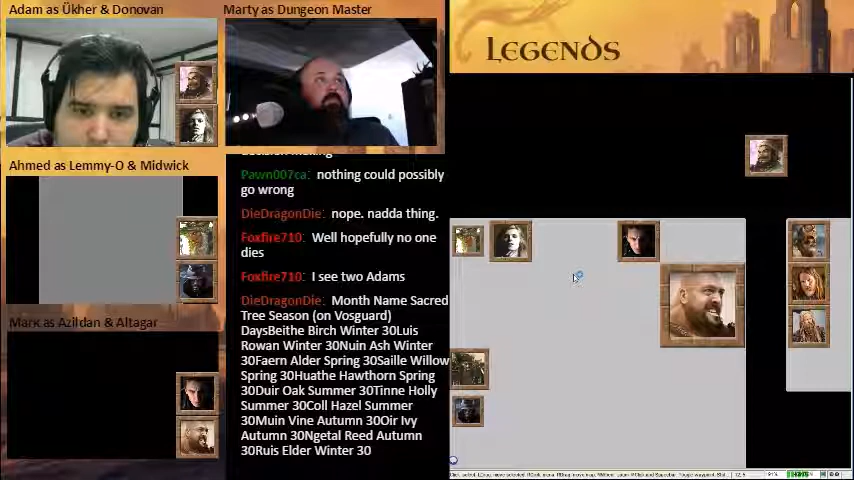 Adam as Ükher & Donovan
Marty as Dungeon Master
LEGENDS
Ahmed as Lemmy-O & Midwick
Mark as Azildan & Altagar
Pawn007ca: nothing could possibly
go wrong
DieDragonDie: nope. nadda thing.
Foxfire710: Well hopefully no one
dies
Foxfire710: I see two Adams
DieDragonDie: Month Name Sacred
Tree Season (on Vosguard)
DaysBeithe Birch Winter 30Luis
Rowan Winter 30Nuin Ash Winter
30Faern Alder Spring 30Saille Willow
Spring 30Huathe Hawthorn Spring
30Duir Oak Summer 30Tinne Holly
Summer 30Coll Hazel Summer
30Muin Vine Autumn 30Oir Ivy
Autumn 30Ngetal Reed Autumn
30Ruis Elder Winter 30